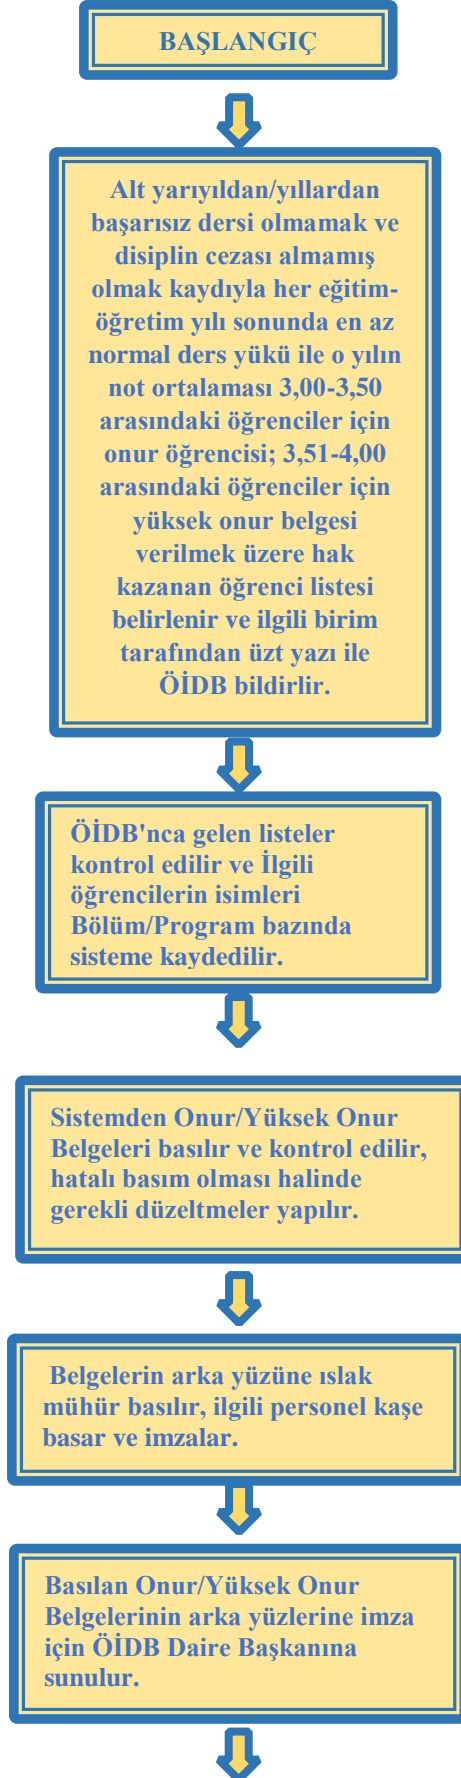 BAŞLANGIÇ
Alt yarıyıldan/yıllardan
başarısız dersi olmamak ve
disiplin cezası almamış
olmak kaydıyla her eğitim-
öğretim yılı sonunda en az
normal ders yükü ile o yılın
not ortalaması 3,00-3,50
arasındaki öğrenciler için
onur öğrencisi; 3,51-4,00
arasındaki öğrenciler için
yüksek onur belgesi
verilmek üzere hak
kazanan öğrenci listesi
belirlenir ve ilgili birim
tarafından üzt yazı ile
ÖİDB bildirlir.
ÖİDB'nca gelen listeler
kontrol edilir ve İlgili
öğrencilerin isimleri
Bölüm/Program bazında
sisteme kaydedilir.
Sistemden Onur/Yüksek Onur
Belgeleri basılır ve kontrol edilir,
hatalı basım olması halinde
gerekli düzeltmeler yapılır.
Belgelerin arka yüzüne ıslak
mühür basılır, ilgili personel kaşe
basar ve imzalar.
Basılan Onur/Yüksek Onur
Belgelerinin arka yüzlerine imza
için ÖİDB Daire Başkanına
sunulur.